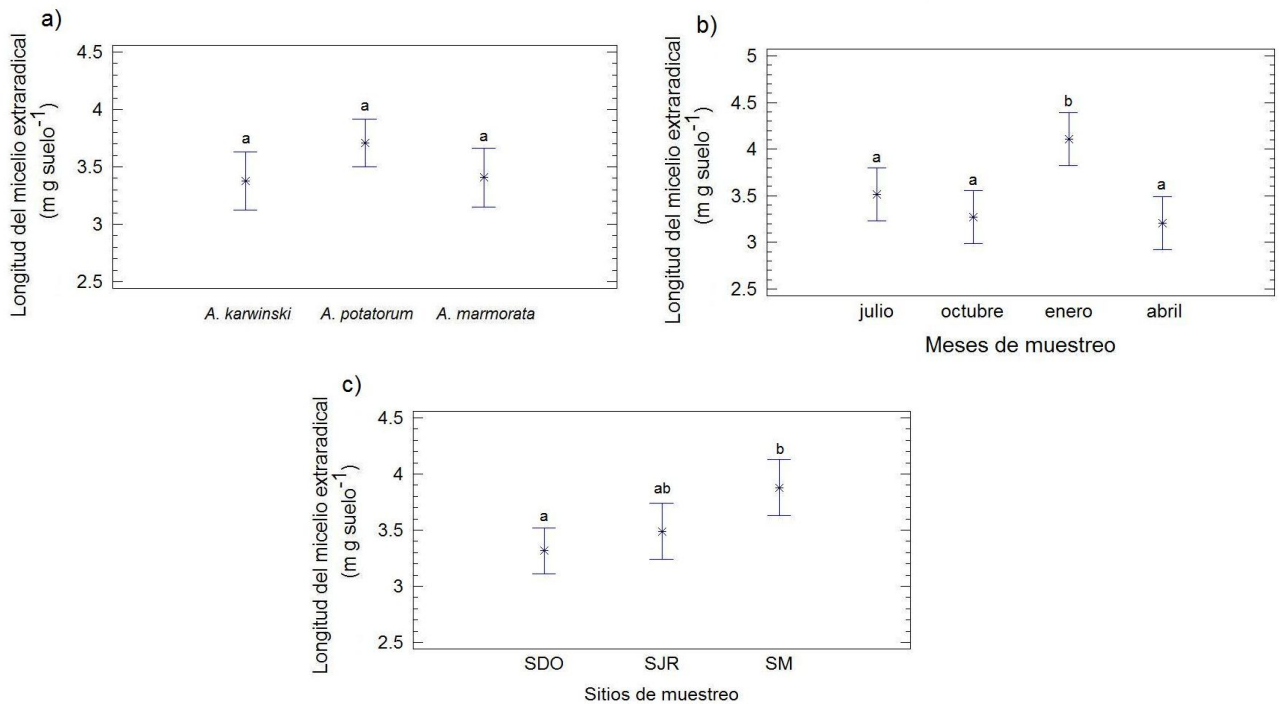 a)
Longitud del micelio extraradical
(m g suelo⁻¹)
4.5
4
3.5
3
2.5
a
a
a
A. karwinski
A. potatorum
A. marmorata
b)
Longitud del micelio extraradical
(m g suelo⁻¹)
5
4.5
4
3.5
3
2.5
a
a
b
a
julio
octubre
enero
abril
Meses de muestreo
c)
Longitud del micelio extraradical
(m g suelo⁻¹)
4.5
4
3.5
3
2.5
a
ab
b
SDO
SJR
SM
Sitios de muestreo